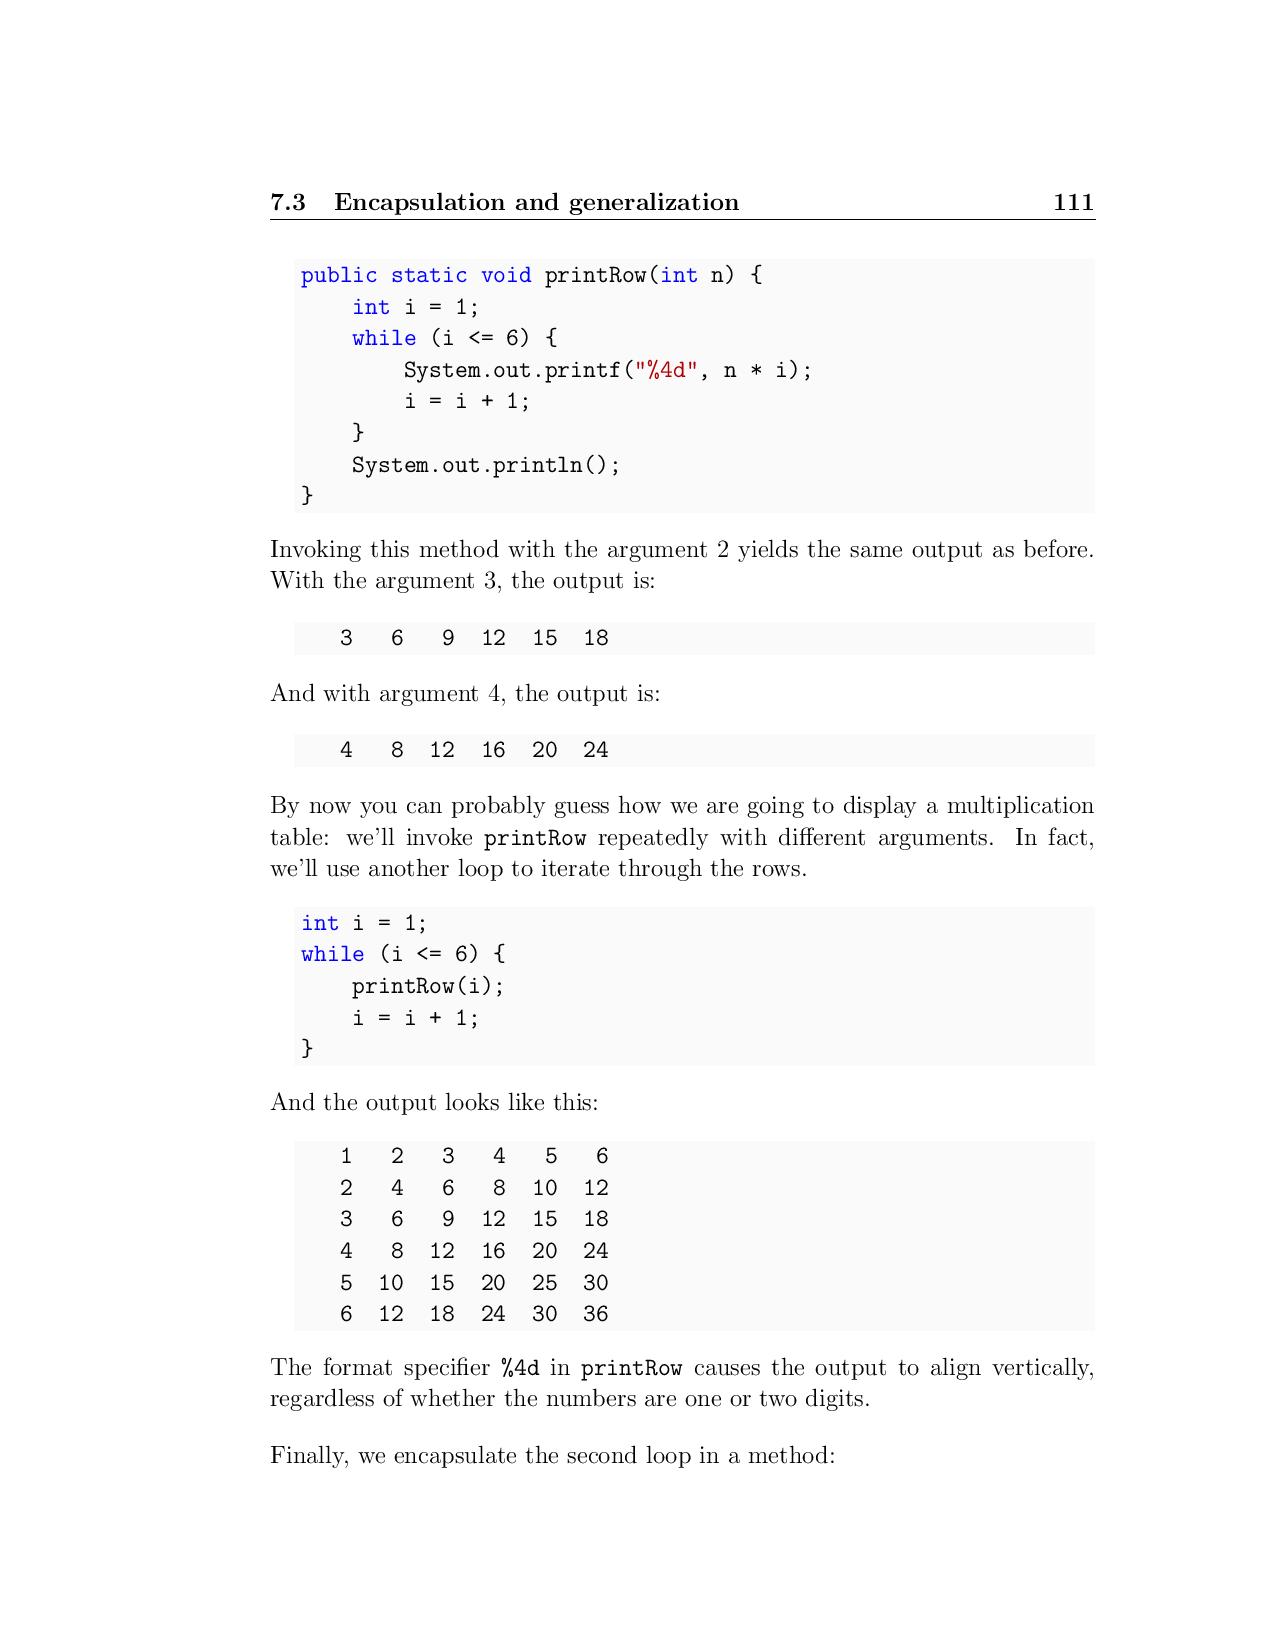 7.3 Encapsulation and generalization 111
public static void printRow(int n) {
    int i = 1;
    while (i <= 6) {
        System.out.printf("%4d", n * i);
        i = i + 1;
    }
    System.out.println();
}
Invoking this method with the argument 2 yields the same output as before.
With the argument 3, the output is:
   3   6   9  12  15  18
And with argument 4, the output is:
   4   8  12  16  20  24
By now you can probably guess how we are going to display a multiplication
table: we'll invoke printRow repeatedly with different arguments. In fact,
we'll use another loop to iterate through the rows.
int i = 1;
while (i <= 6) {
    printRow(i);
    i = i + 1;
}
And the output looks like this:
   1   2   3   4   5   6
   2   4   6   8  10  12
   3   6   9  12  15  18
   4   8  12  16  20  24
   5  10  15  20  25  30
   6  12  18  24  30  36
The format specifier %4d in printRow causes the output to align vertically,
regardless of whether the numbers are one or two digits.
Finally, we encapsulate the second loop in a method: